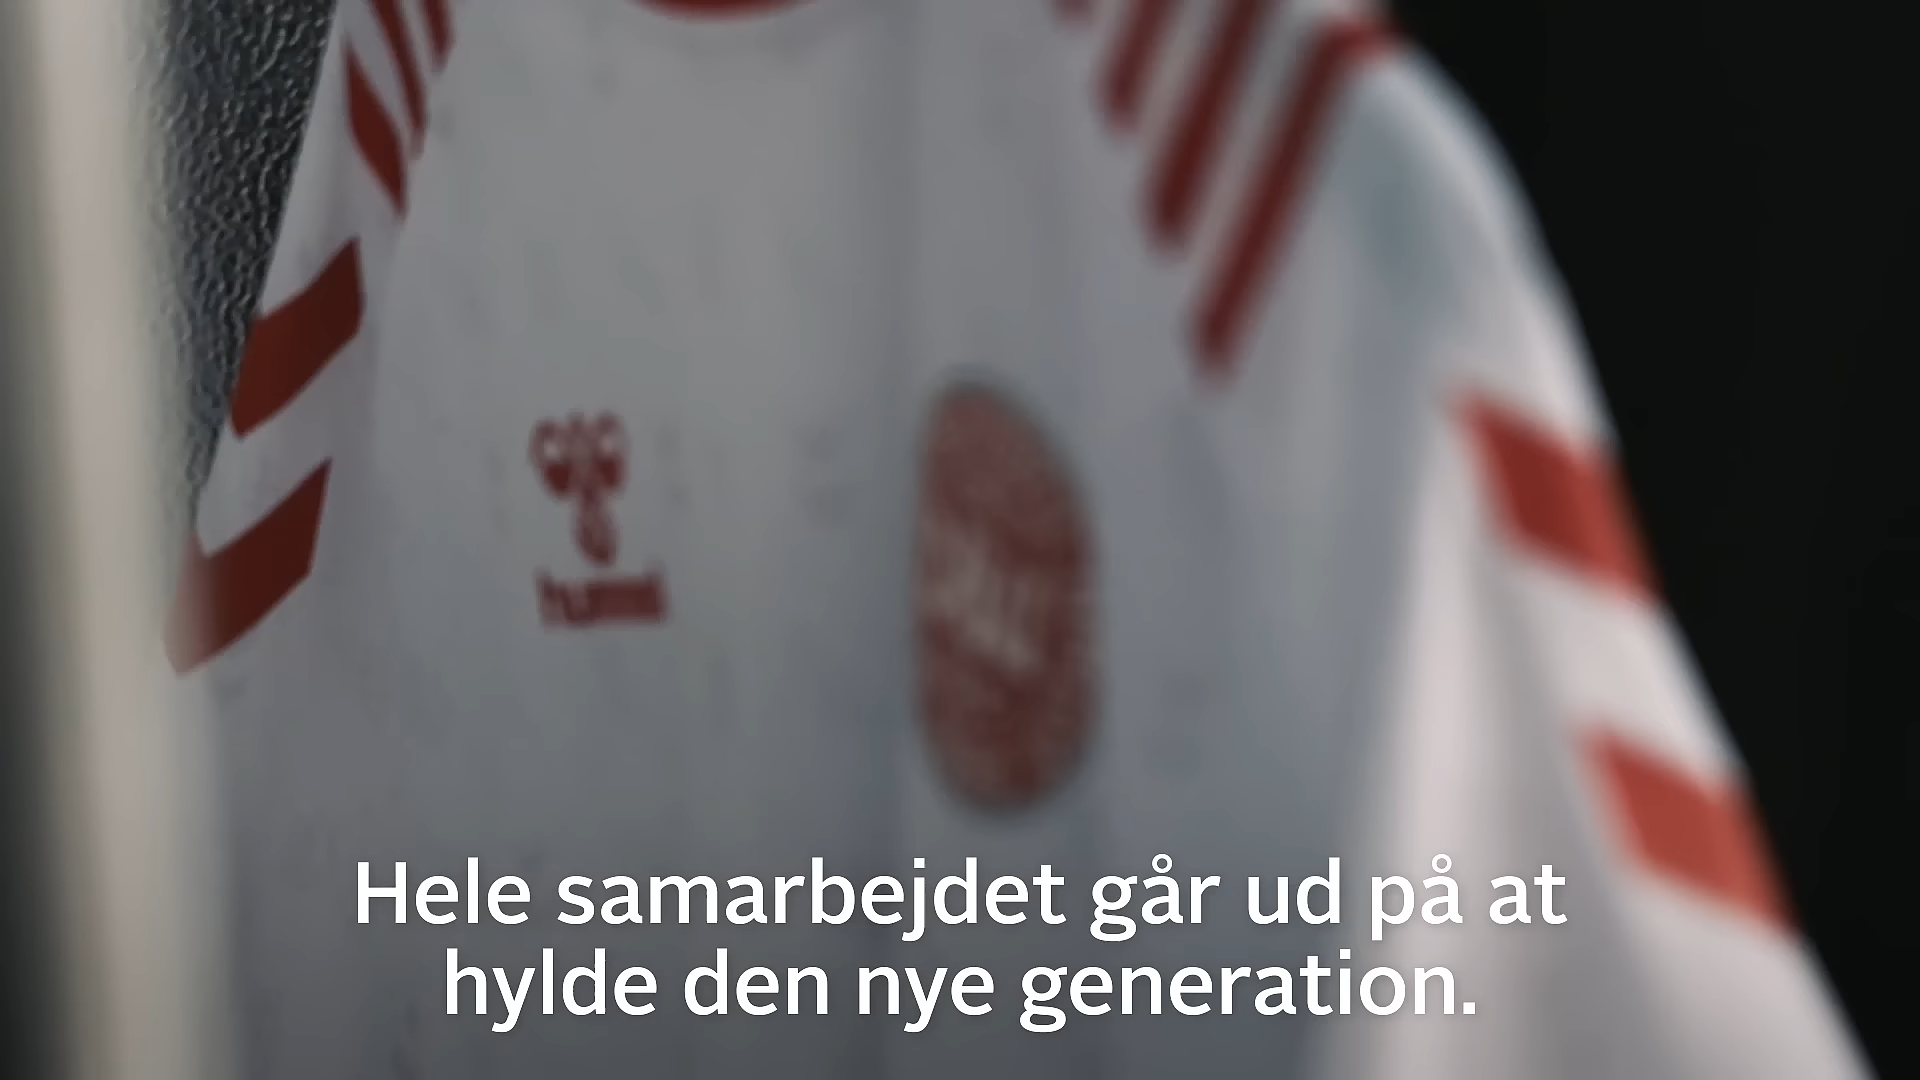 hummel
Hele samarbejdet går ud på at
hylde den nye generation.